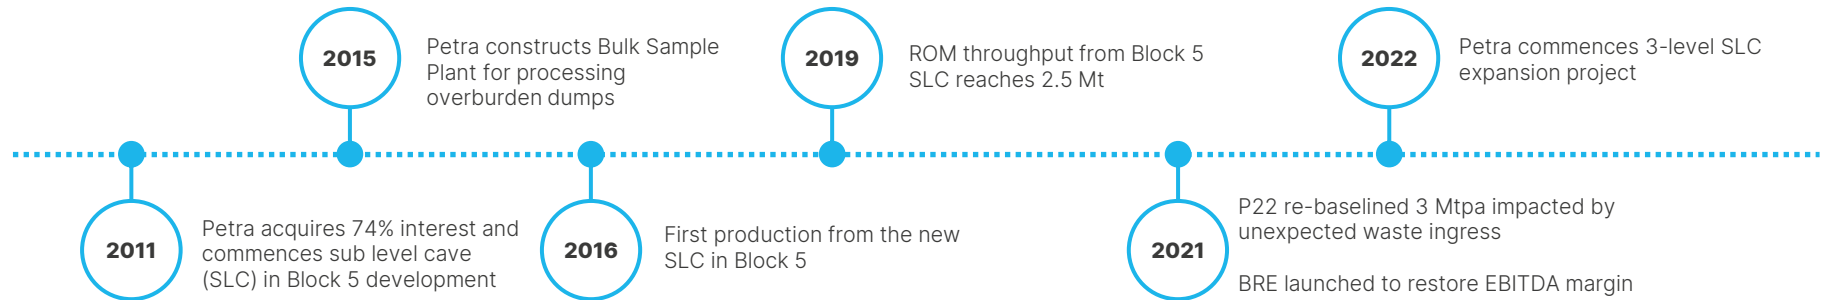 2015
Petra constructs Bulk Sample
Plant for processing
overburden dumps
2019
ROM throughput from Block 5
SLC reaches 2.5 Mt
2022
Petra commences 3-level SLC
expansion project
2011
Petra acquires 74% interest and
commences sub level cave
(SLC) in Block 5 development
2016
First production from the new
SLC in Block 5
2021
P22 re-baselined 3 Mtpa impacted by
unexpected waste ingress
BRE launched to restore EBITDA margin